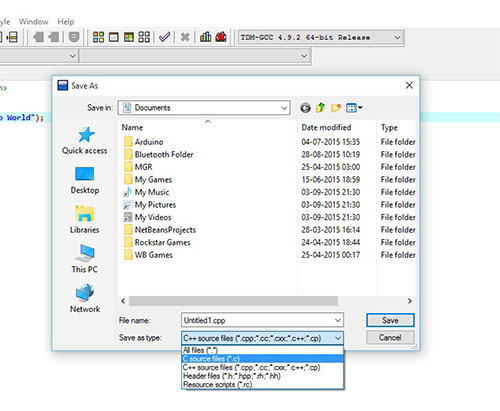 tyle Window Help
TDM-GCC 4.9.2 64-bit Release
n>
Save As
o World");
Save in: Documents
Name Date modified Type
Quick access
Desktop
Libraries
This PC
Network
Arduino 04-07-2015 15:35 File folder
Bluetooth Folder 28-08-2015 10:19 File folder
MGR 25-04-2015 03:00 File folder
My Games 15-06-2015 18:59 File folder
My Music 03-09-2015 21:30 File folder
My Pictures 03-09-2015 21:30 File folder
My Videos 03-09-2015 21:30 File folder
NetBeansProjects 28-03-2015 16:14 File folder
Rockstar Games 24-04-2015 18:44 File folder
WB Games 25-04-2015 00:17 File folder
File name: Untitled1.cpp Save
Save as type: C++ source files (*.cpp;*.cc;*.cxx;*.c++;*.cp) Cancel
All files (*.*)
C source files (*.c)
C++ source files (*.cpp;*.cc;*.cxx;*.c++;*.cp)
Header files (*.h;*.hpp;*.rh;*.hh)
Resource scripts (*.rc)